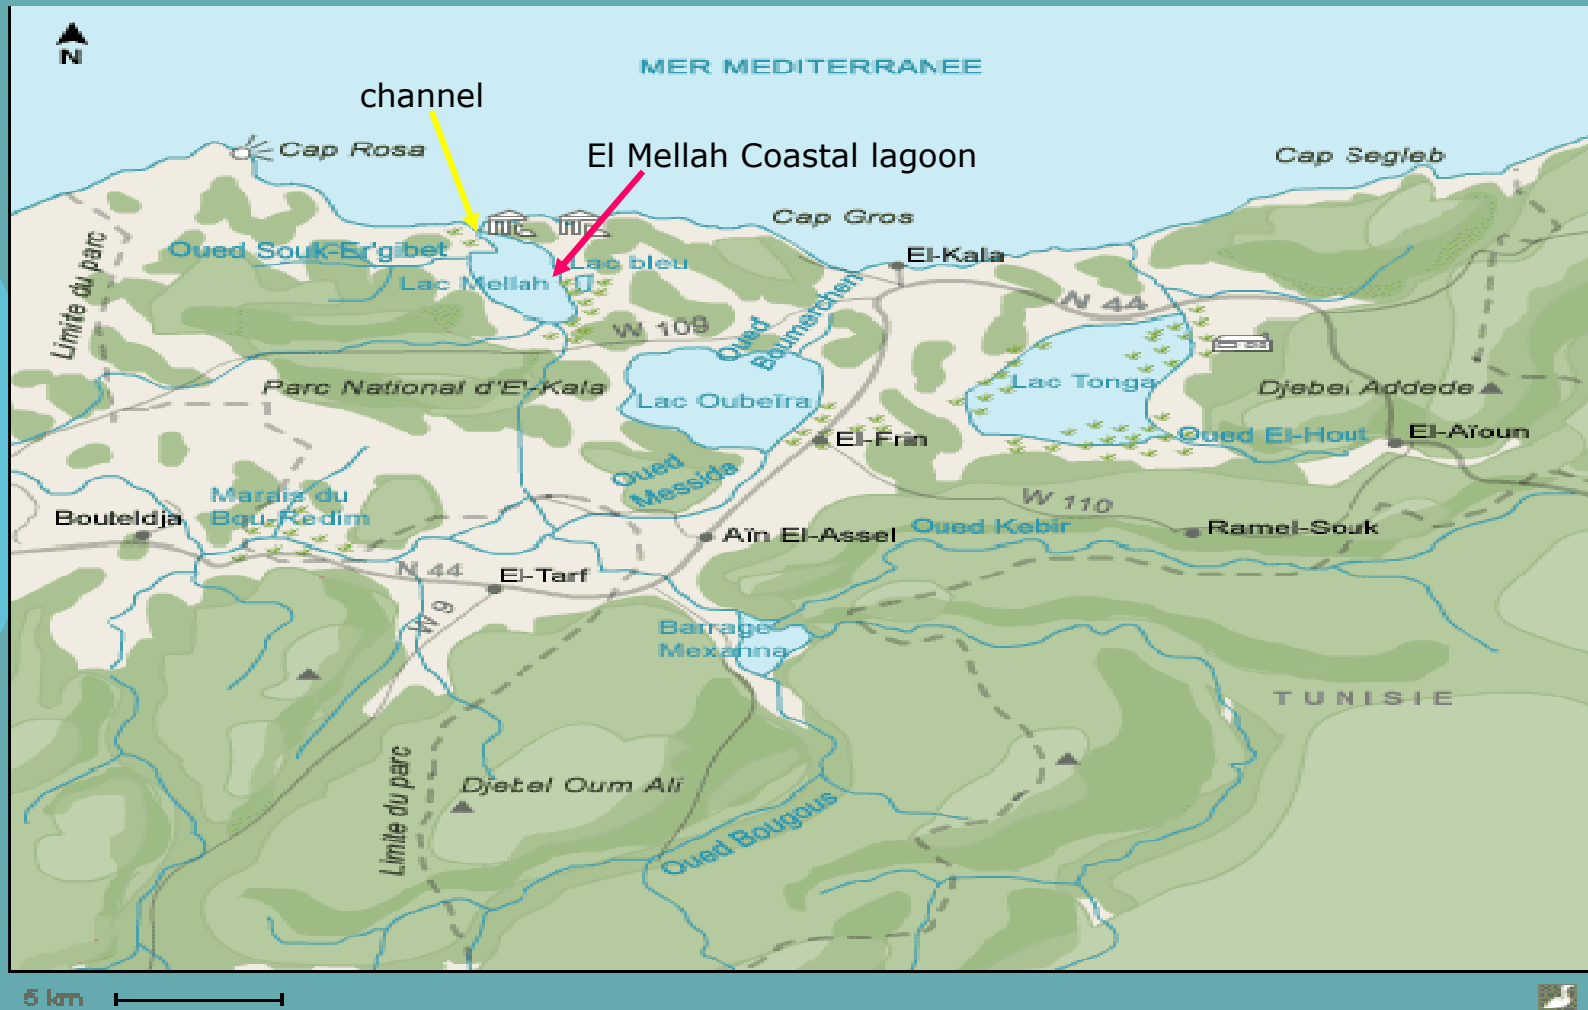 N
MER MEDITERRANEE
channel
Cap Rosa
El Mellah Coastal lagoon
Cap Segleb
Cap Gros
Oued Souk-Er'gibet
Lac bleu
El-Kala
Lac Mellah
Limite du parc
N 44
W 109
Oued
Boumerchen
Parc National d'El-Kala
Lac Oubeïra
Lac Tonga
Djebel Addede
El-Frin
Oued El-Hout
El-Aïoun
Oued
Messida
Marais du
Bou-Redim
Bouteldja
W 110
Aïn El-Assel
Oued Kebir
Ramel-Souk
N 44
El-Tarf
W 9
Barrage
Mexanna
TUNISIE
Limite du parc
Djebel Oum Ali
Oued Bougous
5 km